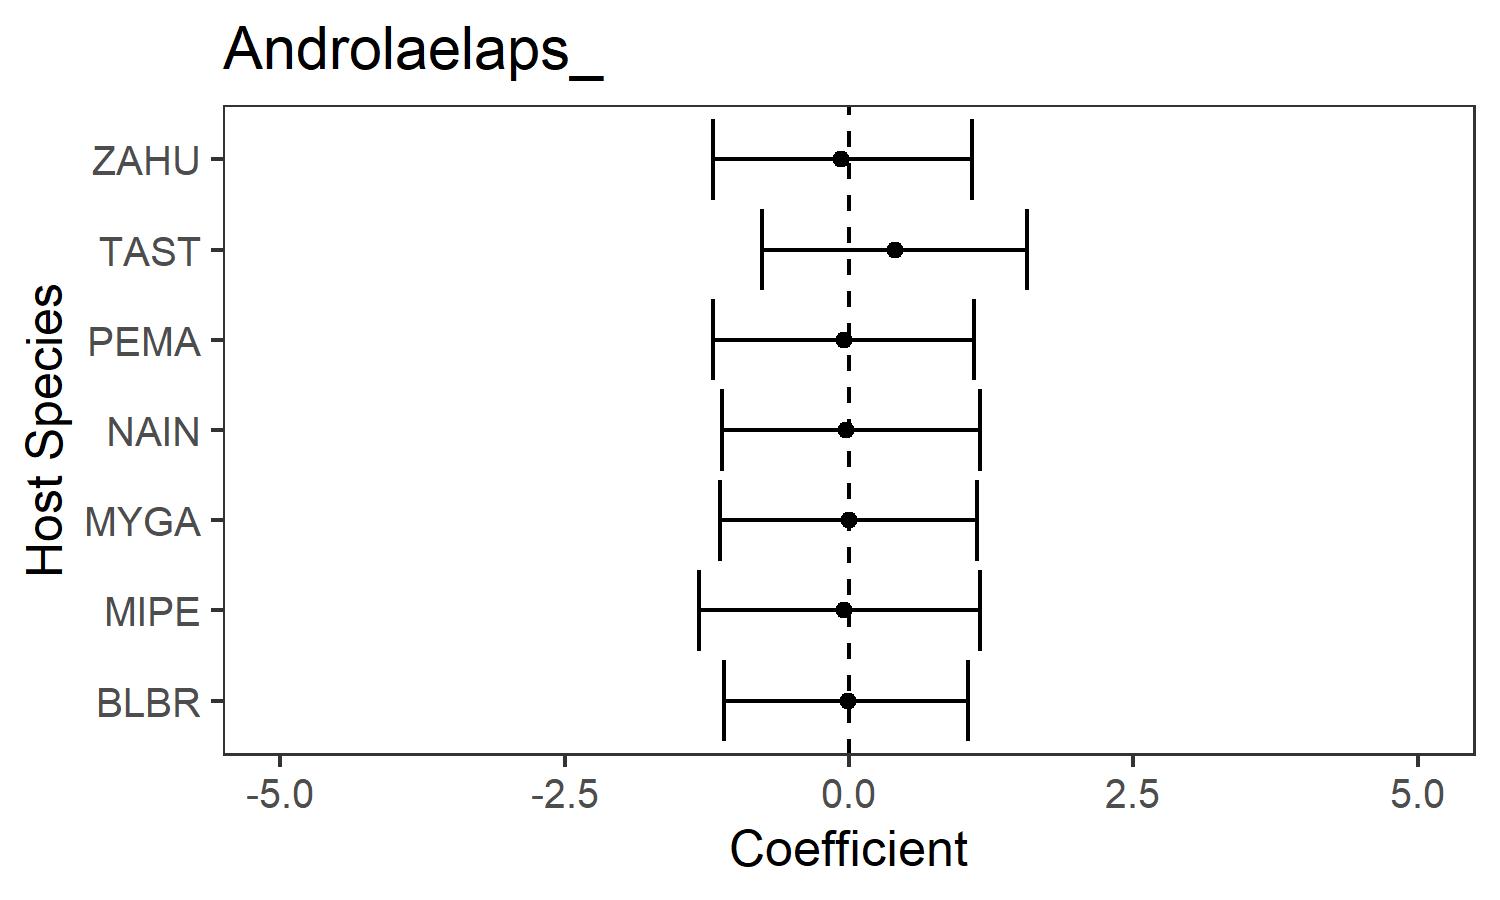 Androlaelaps_
Host Species
ZAHU
TAST
PEMA
NAIN
MYGA
MIPE
BLBR
-5.0 -2.5 0.0 2.5 5.0
Coefficient